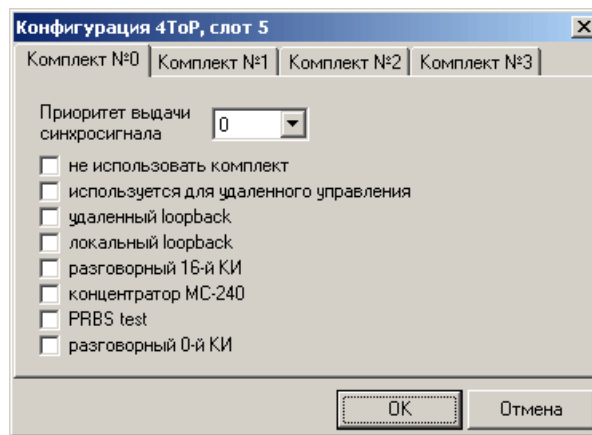 Конфигурация 4ToP, слот 5
Комплект №0 Комплект №1 Комплект №2 Комплект №3
Приоритет выдачи
синхросигнала 0
не использовать комплект
используется для удаленного управления
удаленный loopback
локальный loopback
разговорный 16-й КИ
концентратор МС-240
PRBS test
разговорный 0-й КИ
OK Отмена